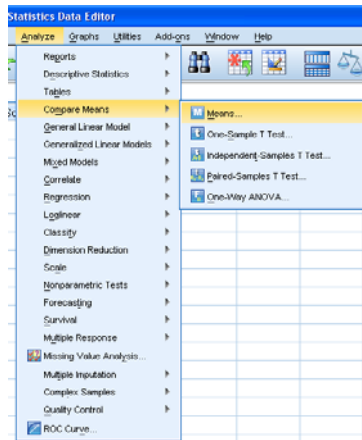 Statistics Data Editor
Analyze Graphs Utilities Add-ons Window Help
Reports
Descriptive Statistics
Tables
Compare Means
General Linear Model
Generalized Linear Models
Mixed Models
Correlate
Regression
Loglinear
Classify
Dimension Reduction
Scale
Nonparametric Tests
Forecasting
Survival
Multiple Response
Missing Value Analysis...
Multiple Imputation
Complex Samples
Quality Control
ROC Curve...
Means...
One-Sample T Test...
Independent-Samples T Test...
Paired-Samples T Test...
One-Way ANOVA...